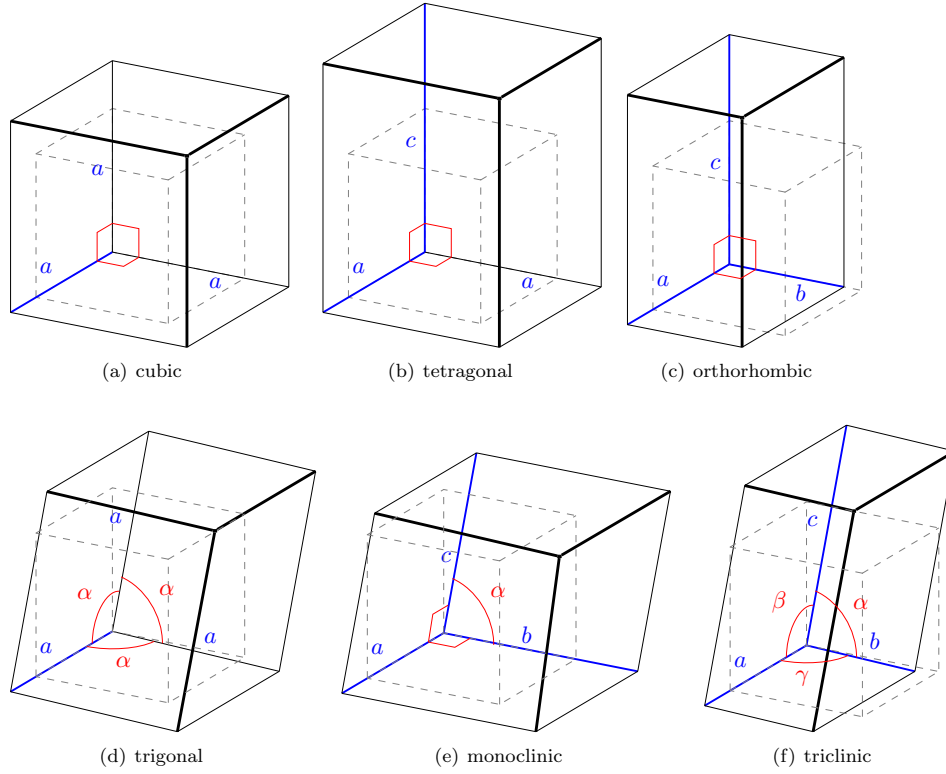 a
c
c
a
a
a
a
a
b
(a) cubic
(b) tetragonal
(c) orthorhombic
a
c
c
α
α
α
β
α
a
a
a
b
a
b
α
γ
(d) trigonal
(e) monoclinic
(f) triclinic